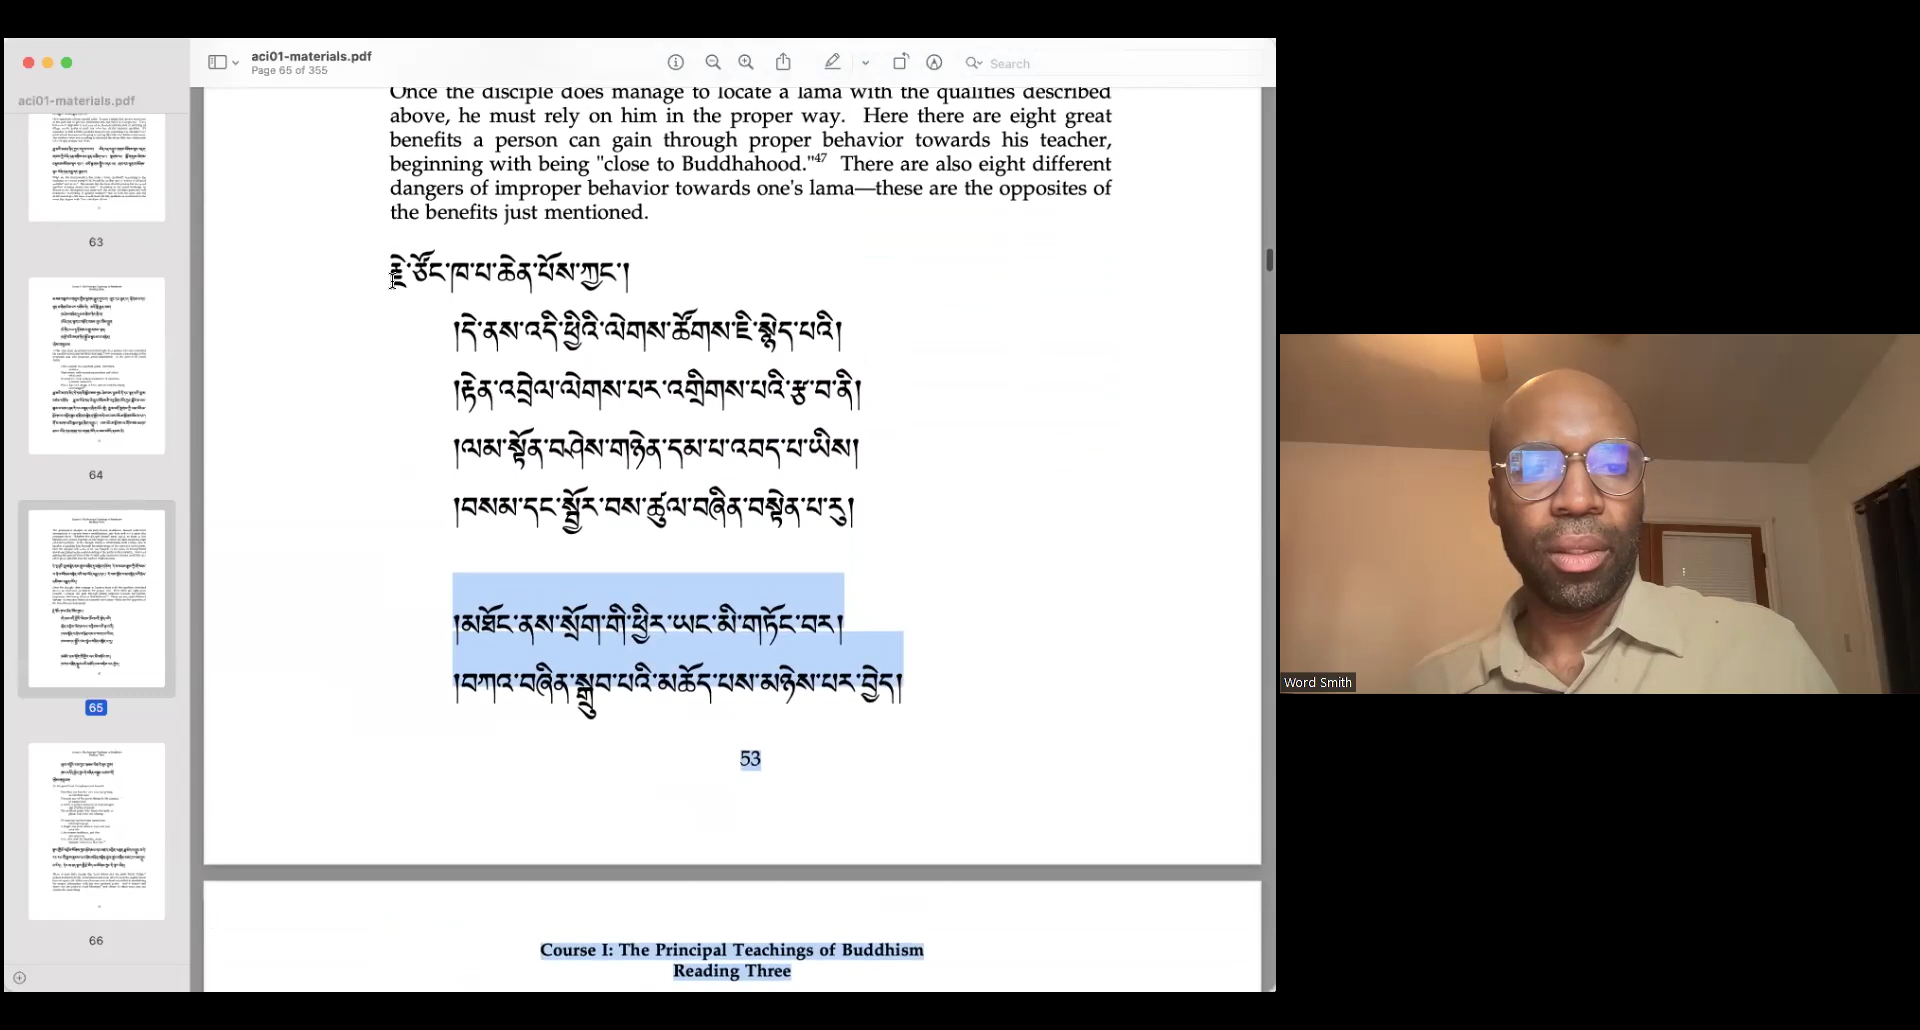 aci01-materials.pdf
Page 65 of 355
Search
aci01-materials.pdf
63
64
65
66
Once the disciple does manage to locate a lama with the qualities described
above, he must rely on him in the proper way. Here there are eight great
benefits a person can gain through proper behavior towards his teacher,
beginning with being "close to Buddhahood."47 There are also eight different
dangers of improper behavior towards one's lama—these are the opposites of
the benefits just mentioned.
རྗེ་ཙོང་ཁ་པ་ཆེན་པོས་ཀྱང་།
།དེ་ནས་འདི་ཕྱིའི་ལེགས་ཚོགས་ཇི་སྙེད་པའི།
།རྟེན་འབྲེལ་ལེགས་པར་འགྲིགས་པའི་རྩ་བ་ནི།
།ལམ་སྟོན་བཤེས་གཉེན་དམ་པ་འབད་པ་ཡིས།
།བསམ་དང་སྦྱོར་བས་ཚུལ་བཞིན་བསྟེན་པ་རུ།
།མཐོང་ནས་སྲོག་གི་ཕྱིར་ཡང་མི་གཏོང་བར།
།བཀའ་བཞིན་སྒྲུབ་པའི་མཆོད་པས་མཉེས་པར་བྱེད།
53
Course I: The Principal Teachings of Buddhism
Reading Three
Word Smith